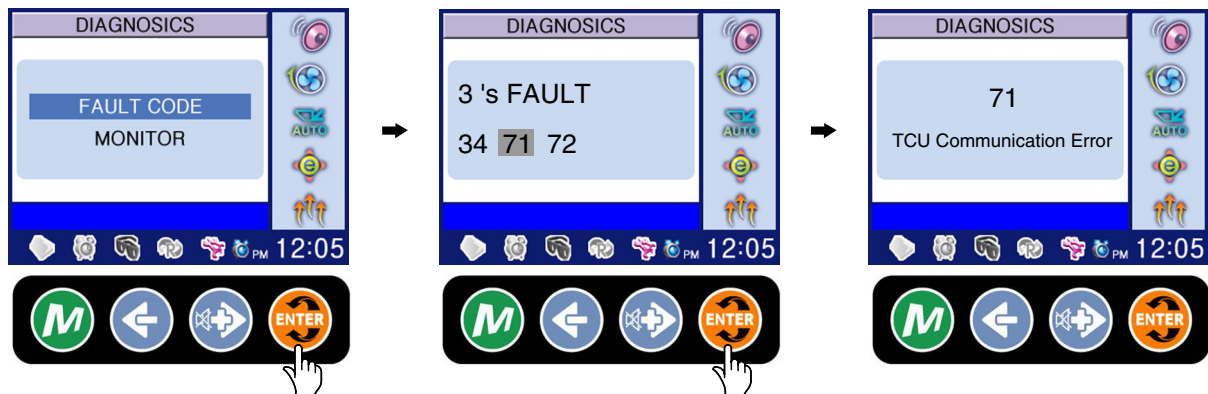 DIAGNOSICS
FAULT CODE
MONITOR
AUTO
e
PM 12:05
M
ENTER
DIAGNOSICS
3 's FAULT
34 71 72
AUTO
e
PM 12:05
M
ENTER
DIAGNOSICS
71
TCU Communication Error
AUTO
e
PM 12:05
M
ENTER